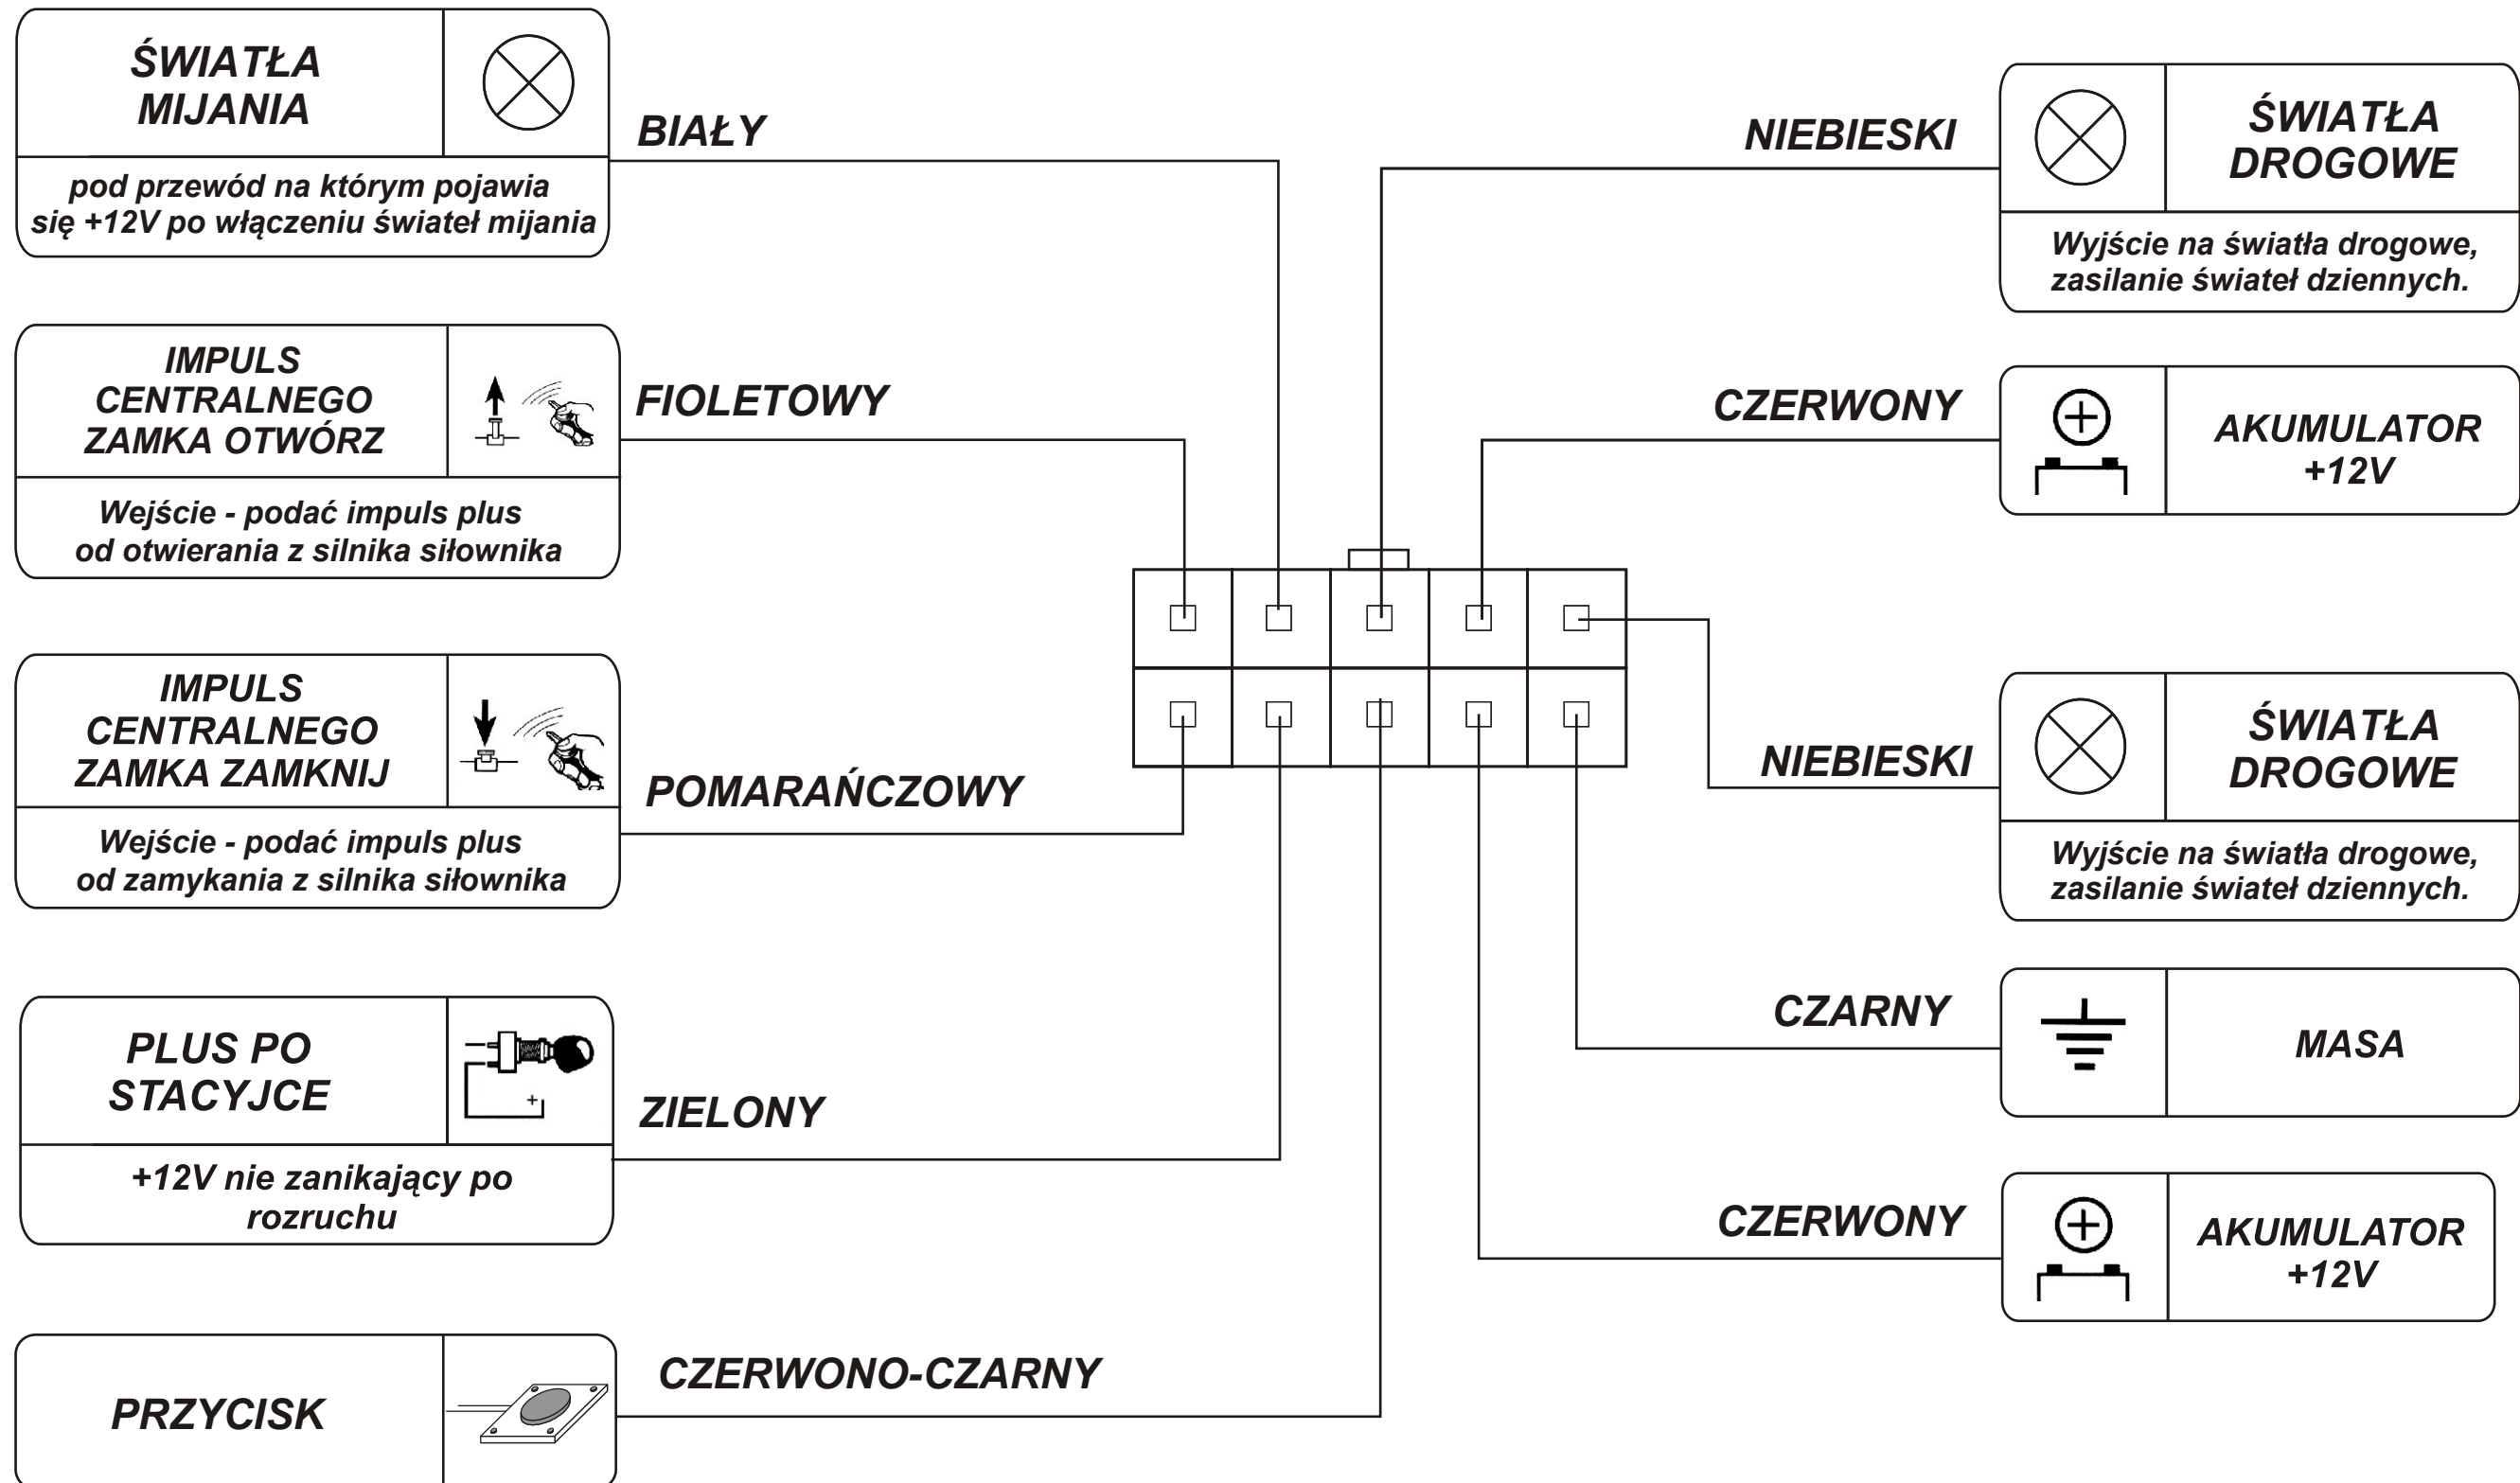 ŚWIATŁA
MIJANIA
pod przewód na którym pojawia
się +12V po włączeniu świateł mijania
BIAŁY
IMPULS
CENTRALNEGO
ZAMKA OTWÓRZ
Wejście - podać impuls plus
od otwierania z silnika siłownika
FIOLETOWY
IMPULS
CENTRALNEGO
ZAMKA ZAMKNIJ
Wejście - podać impuls plus
od zamykania z silnika siłownika
POMARAŃCZOWY
PLUS PO
STACYJCE
+
+12V nie zanikający po
rozruchu
ZIELONY
PRZYCISK
CZERWONO-CZARNY
NIEBIESKI
ŚWIATŁA
DROGOWE
Wyjście na światła drogowe,
zasilanie świateł dziennych.
CZERWONY
AKUMULATOR
+12V
NIEBIESKI
ŚWIATŁA
DROGOWE
Wyjście na światła drogowe,
zasilanie świateł dziennych.
CZARNY
MASA
CZERWONY
AKUMULATOR
+12V